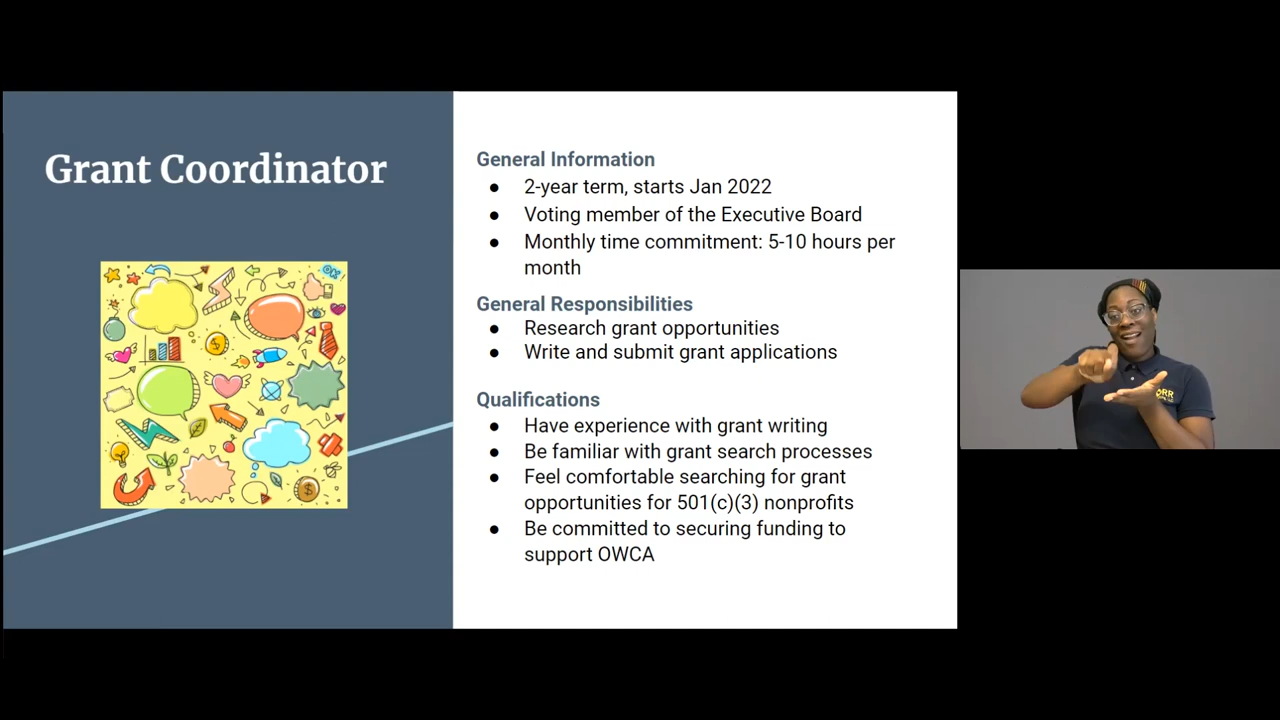 Grant Coordinator
OK!
General Information
● 2-year term, starts Jan 2022
● Voting member of the Executive Board
● Monthly time commitment: 5-10 hours per
month
General Responsibilities
● Research grant opportunities
● Write and submit grant applications
Qualifications
● Have experience with grant writing
● Be familiar with grant search processes
● Feel comfortable searching for grant
opportunities for 501(c)(3) nonprofits
● Be committed to securing funding to
support OWCA